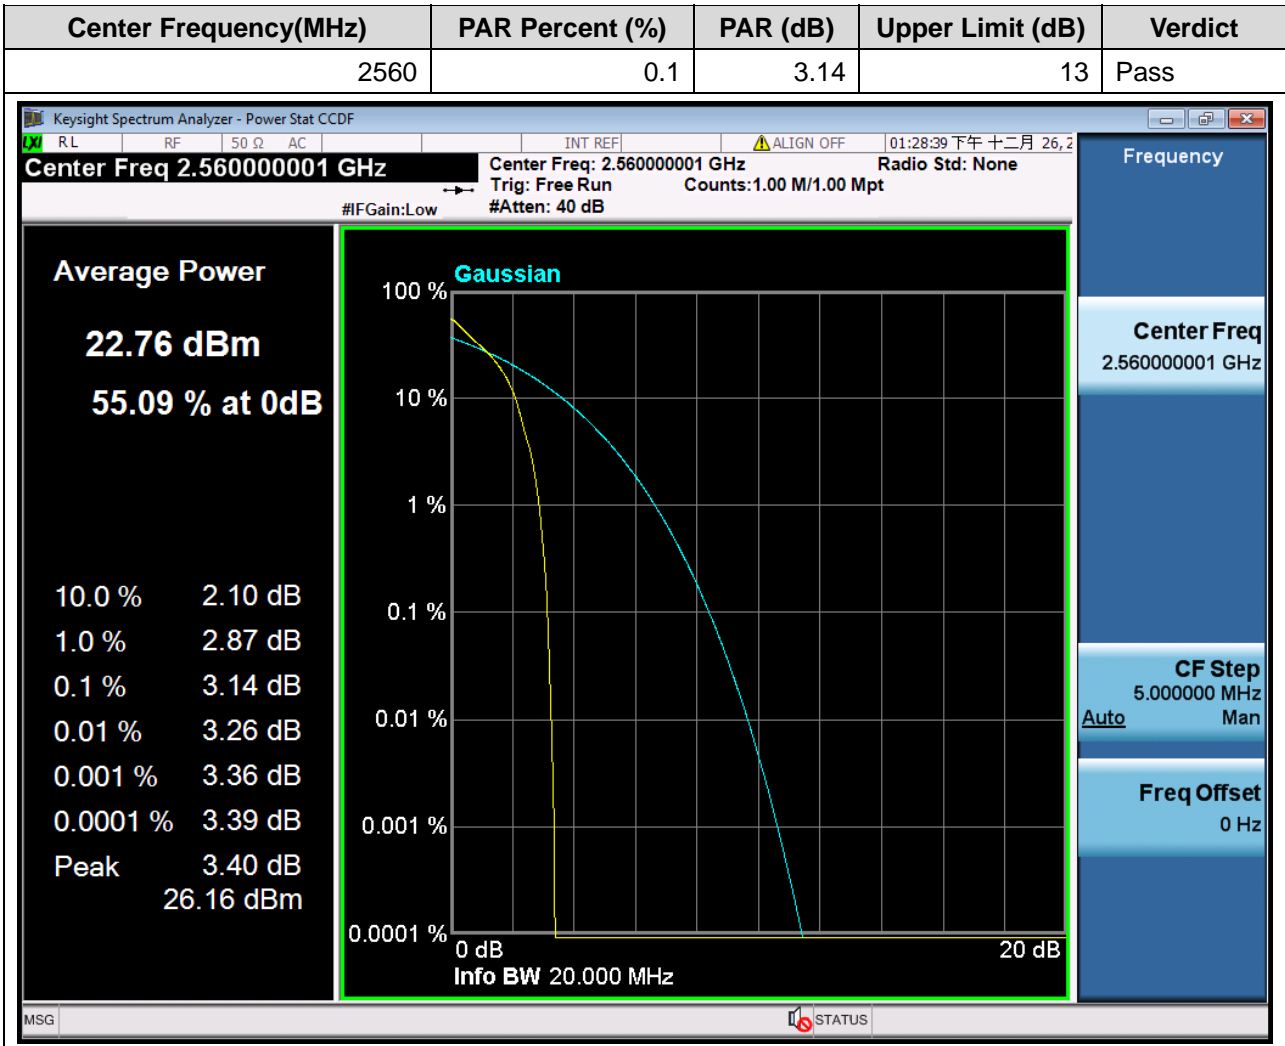 Center Frequency(MHz) PAR Percent (%) PAR (dB) Upper Limit (dB) Verdict
2560 0.1 3.14 13 Pass
Keysight Spectrum Analyzer - Power Stat CCDF
LXI RL RF 50 Ω AC INT REF ALIGN OFF 01:28:39 下午 十二月 26, 2
Center Freq 2.560000001 GHz
Center Freq: 2.560000001 GHz Radio Std: None
Trig: Free Run Counts:1.00 M/1.00 Mpt
#IFGain:Low #Atten: 40 dB
Average Power
22.76 dBm
55.09 % at 0dB
10.0 % 2.10 dB
1.0 % 2.87 dB
0.1 % 3.14 dB
0.01 % 3.26 dB
0.001 % 3.36 dB
0.0001 % 3.39 dB
Peak 3.40 dB
26.16 dBm
Gaussian
100 %
10 %
1 %
0.1 %
0.01 %
0.001 %
0.0001 %
0 dB 20 dB
Info BW 20.000 MHz
Frequency
Center Freq
2.560000001 GHz
CF Step
5.000000 MHz
Auto Man
Freq Offset
0 Hz
MSG STATUS